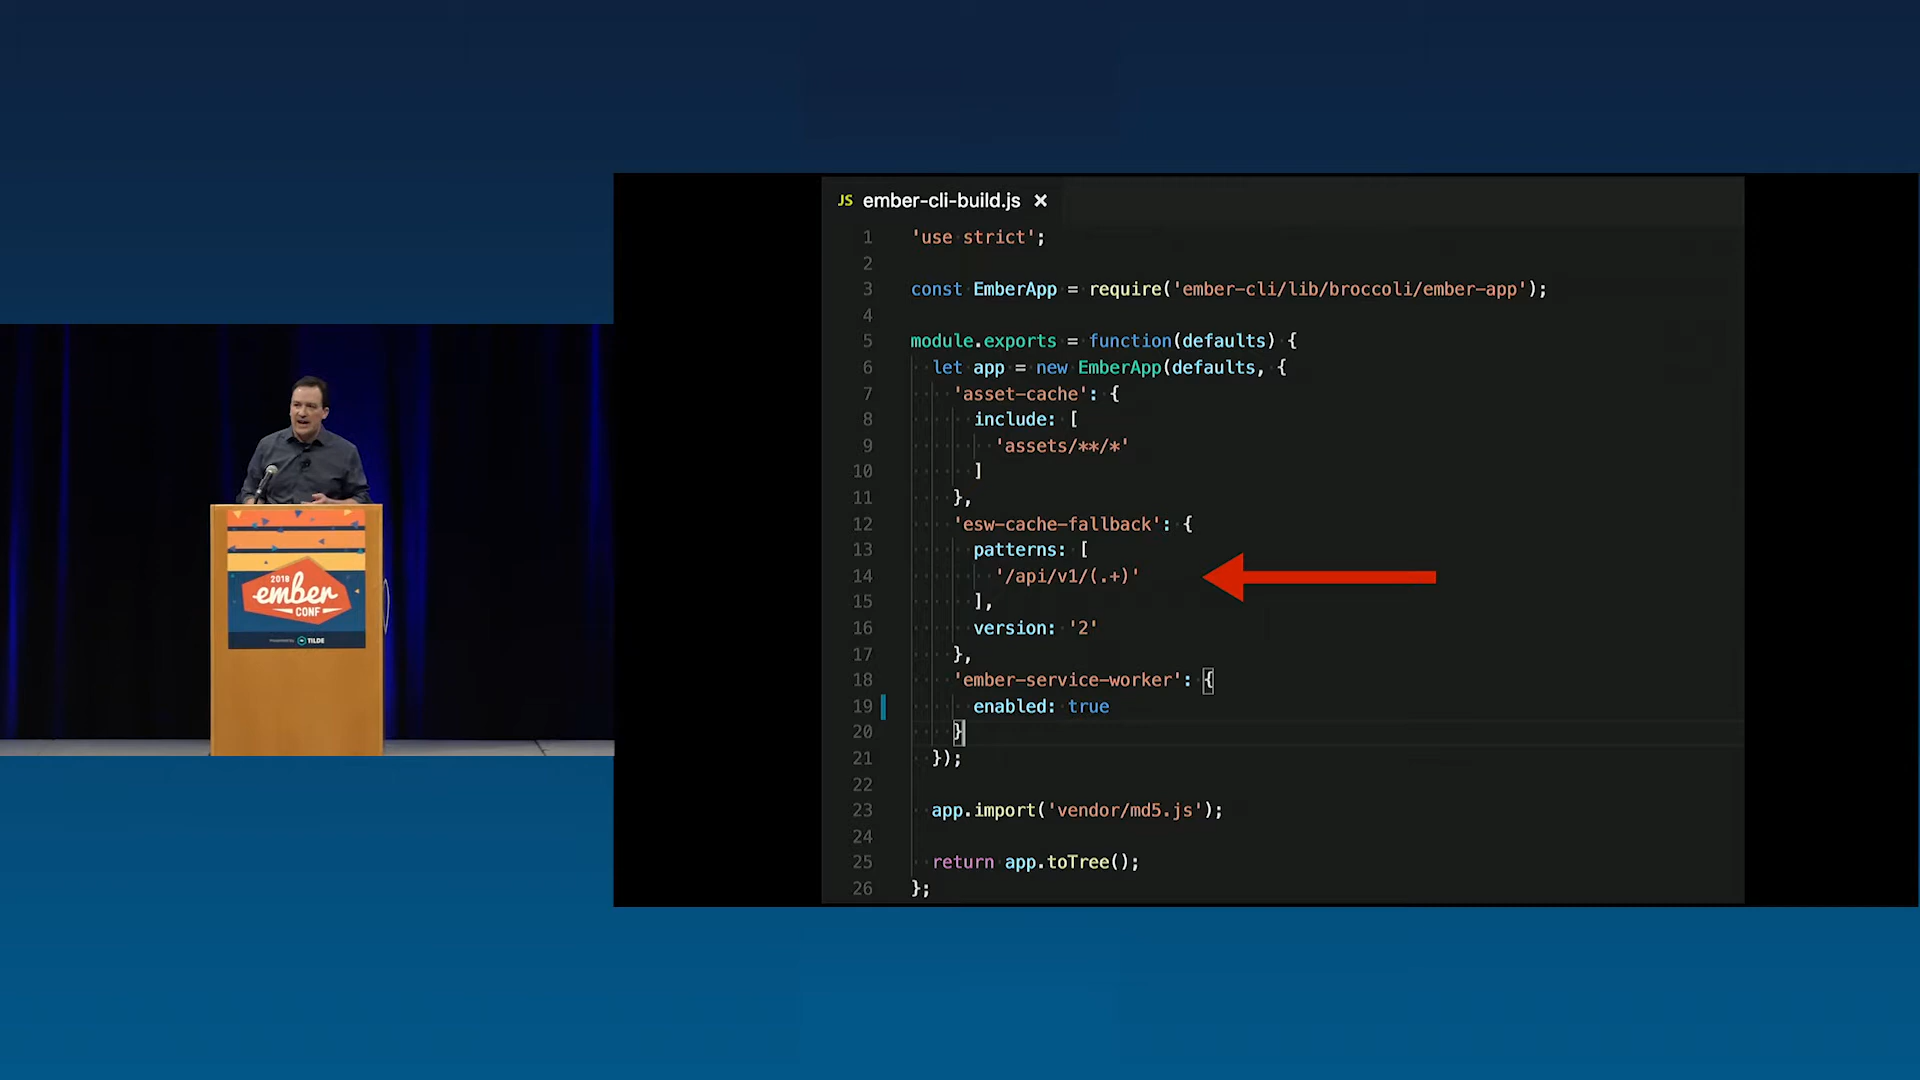 JS ember-cli-build.js ×
1 'use strict';
2
3 const EmberApp = require('ember-cli/lib/broccoli/ember-app');
4
5 module.exports = function(defaults) {
6 let app = new EmberApp(defaults, {
7 'asset-cache': {
8 include: [
9 'assets/**/*'
10 ]
11 },
12 'esw-cache-fallback': {
13 patterns: [
14 '/api/v1/(.+)'
15 ],
16 version: '2'
17 },
18 'ember-service-worker': {
19 enabled: true
20 }
21 });
22
23 app.import('vendor/md5.js');
24
25 return app.toTree();
26 };
2018
ember
CONF
TILDE